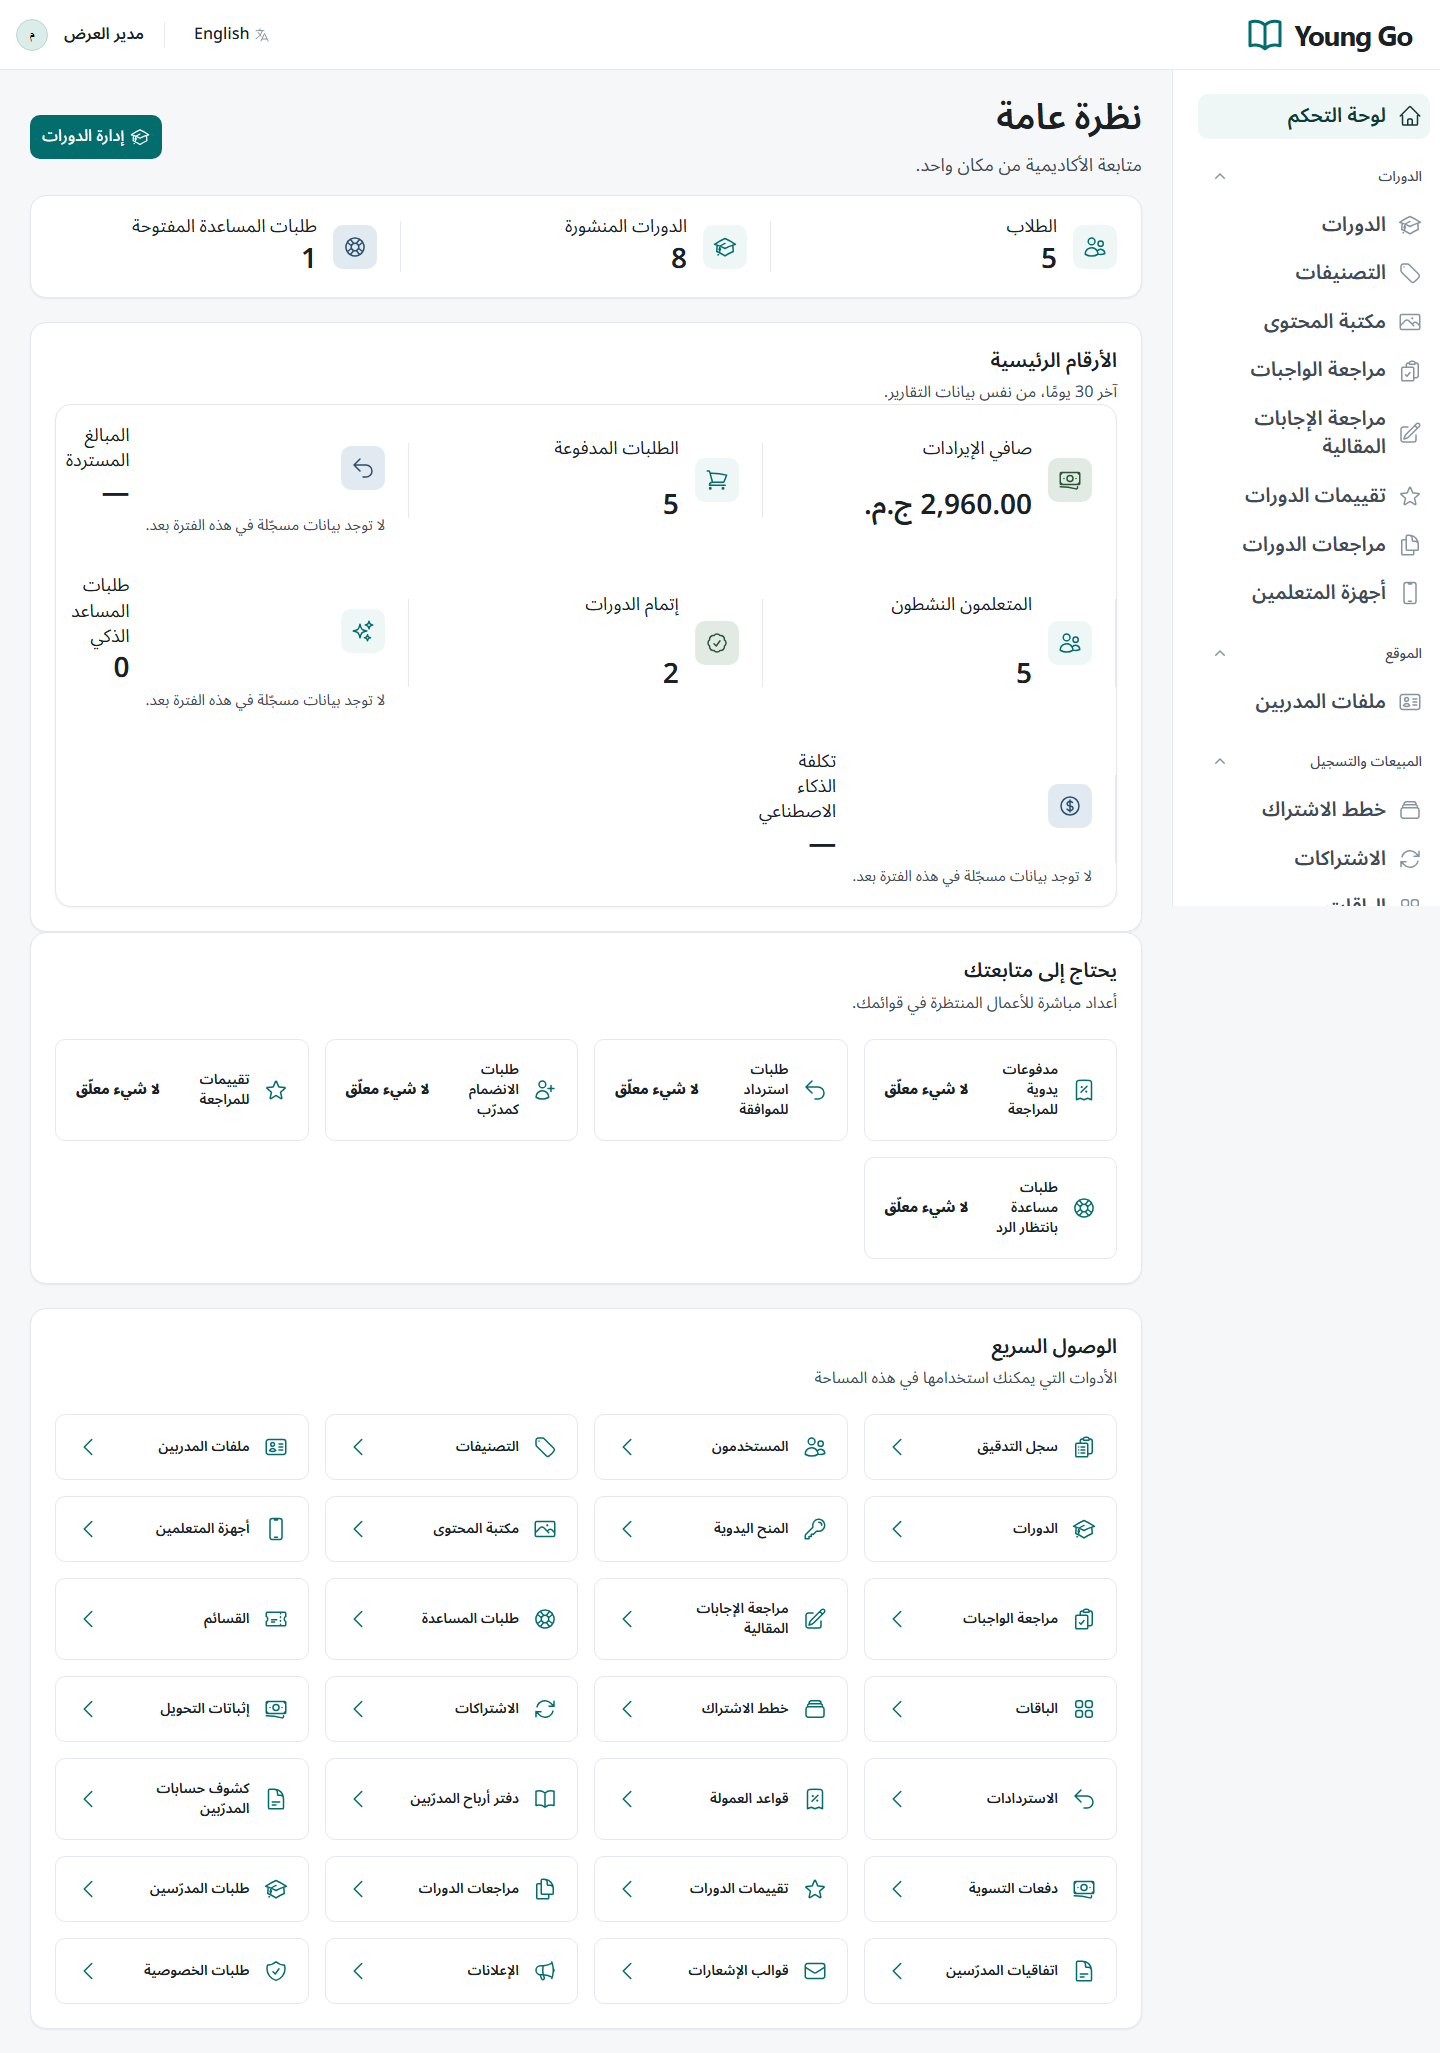 Young Go
English
مدير العرض
م
لوحة التحكم
الدورات
الدورات
التصنيفات
مكتبة المحتوى
مراجعة الواجبات
مراجعة الإجابات
المقالية
تقييمات الدورات
مراجعات الدورات
أجهزة المتعلمين
الموقع
ملفات المدربين
المبيعات والتسجيل
خطط الاشتراك
الاشتراكات
نظرة عامة
متابعة الأكاديمية من مكان واحد.
إدارة الدورات
الطلاب
5
الدورات المنشورة
8
طلبات المساعدة المفتوحة
1
الأرقام الرئيسية
آخر 30 يومًا، من نفس بيانات التقارير.
صافي الإيرادات
2,960.00 ج.م.
الطلبات المدفوعة
5
المبالغ
المستردة
—
لا توجد بيانات مسجّلة في هذه الفترة بعد.
المتعلمون النشطون
5
إتمام الدورات
2
طلبات
المساعد
الذكي
0
لا توجد بيانات مسجّلة في هذه الفترة بعد.
تكلفة
الذكاء
الاصطناعي
—
لا توجد بيانات مسجّلة في هذه الفترة بعد.
يحتاج إلى متابعتك
أعداد مباشرة للأعمال المنتظرة في قوائمك.
مدفوعات
يدوية
للمراجعة
لا شيء معلّق
طلبات
استرداد
للموافقة
لا شيء معلّق
طلبات
الانضمام
كمدرّب
لا شيء معلّق
تقييمات
للمراجعة
لا شيء معلّق
طلبات
مساعدة
بانتظار الرد
لا شيء معلّق
الوصول السريع
الأدوات التي يمكنك استخدامها في هذه المساحة
سجل التدقيق
المستخدمون
التصنيفات
ملفات المدربين
الدورات
المنح اليدوية
مكتبة المحتوى
أجهزة المتعلمين
مراجعة الواجبات
مراجعة الإجابات
المقالية
طلبات المساعدة
القسائم
الباقات
خطط الاشتراك
الاشتراكات
إثباتات التحويل
الاستردادات
قواعد العمولة
دفتر أرباح المدرّبين
كشوف حسابات
المدرّبين
دفعات التسوية
تقييمات الدورات
مراجعات الدورات
طلبات المدرّسين
اتفاقيات المدرّسين
قوالب الإشعارات
الإعلانات
طلبات الخصوصية